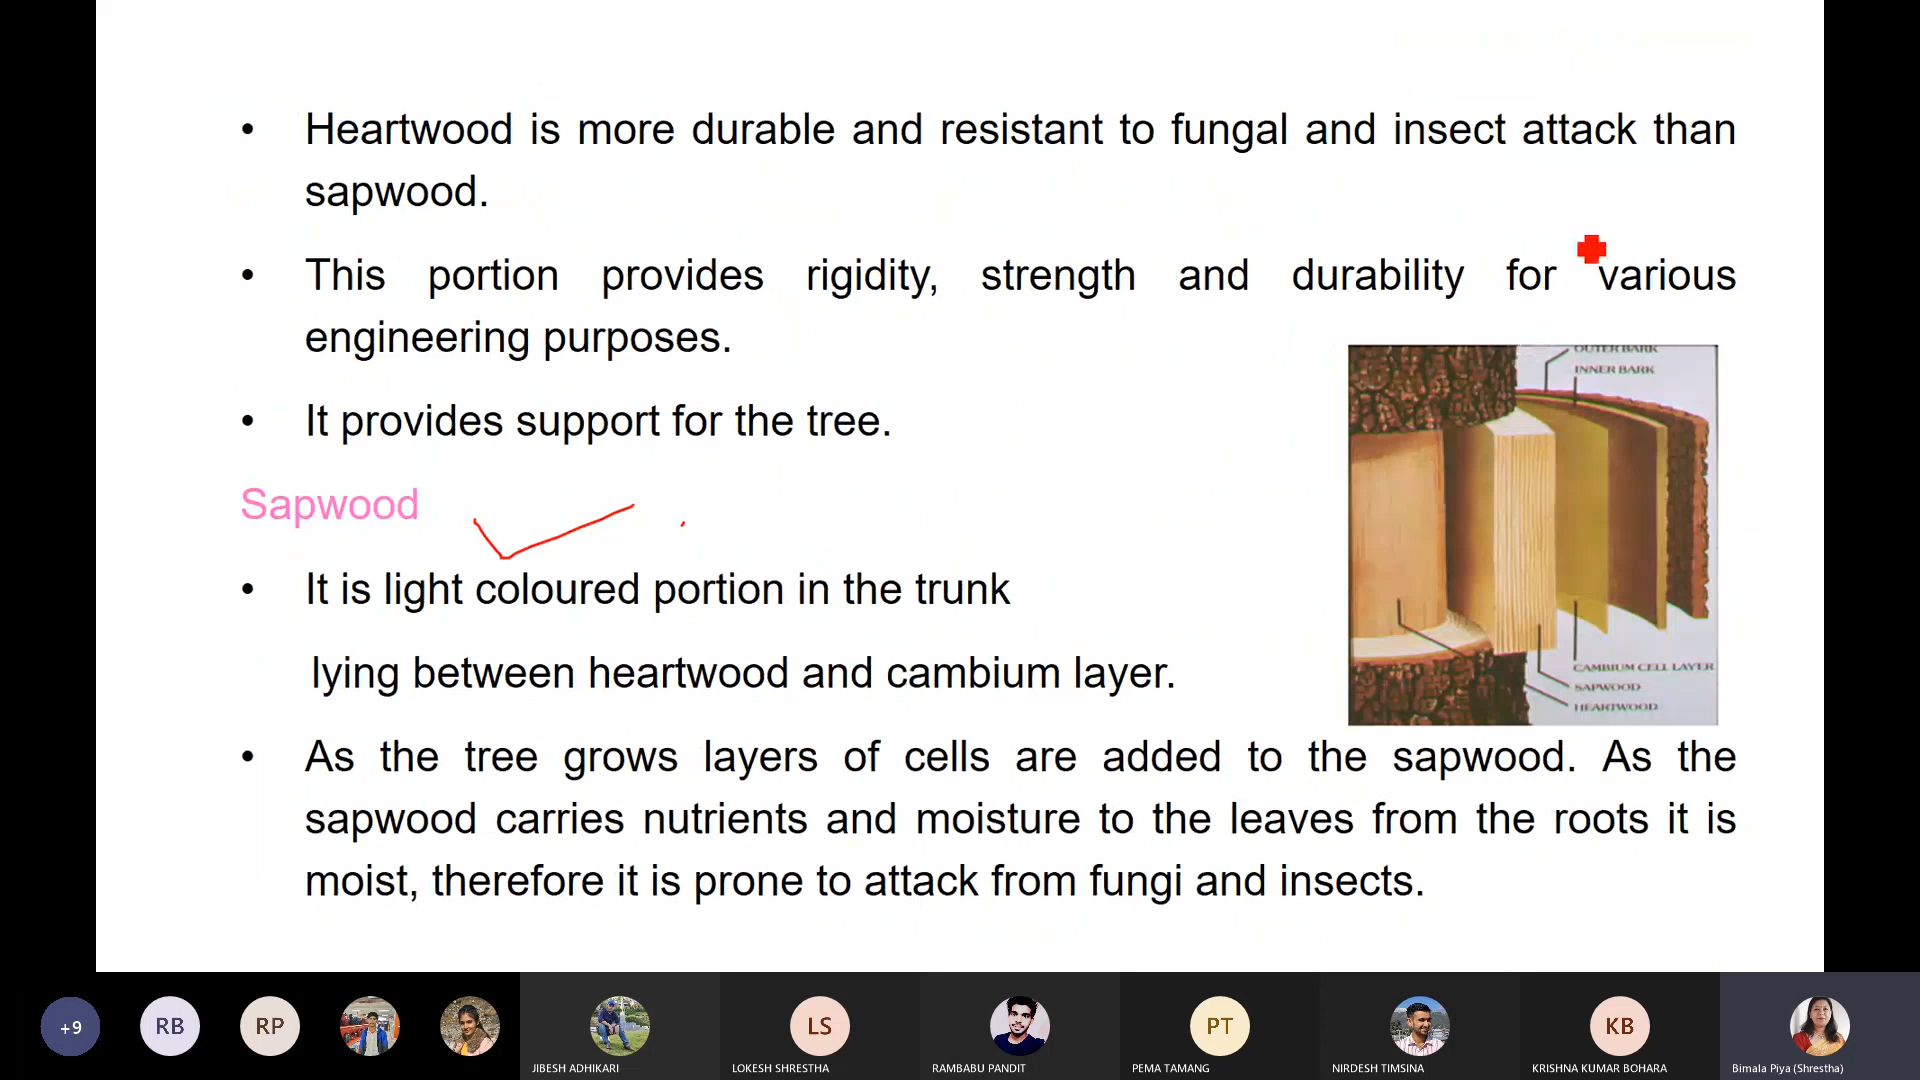 • Heartwood is more durable and resistant to fungal and insect attack than
sapwood.
• This portion provides rigidity, strength and durability for various
engineering purposes.
• It provides support for the tree.
Sapwood
• It is light coloured portion in the trunk
lying between heartwood and cambium layer.
• As the tree grows layers of cells are added to the sapwood. As the
sapwood carries nutrients and moisture to the leaves from the roots it is
moist, therefore it is prone to attack from fungi and insects.
OUTER BARK
INNER BARK
CAMBIUM CELL LAYER
SAPWOOD
HEARTWOOD
+9
RB
RP
LS
PT
KB
JIBESH ADHIKARI
LOKESH SHRESTHA
RAMBABU PANDIT
PEMA TAMANG
NIRDESH TIMSINA
KRISHNA KUMAR BOHARA
Bimala Piya (Shrestha)